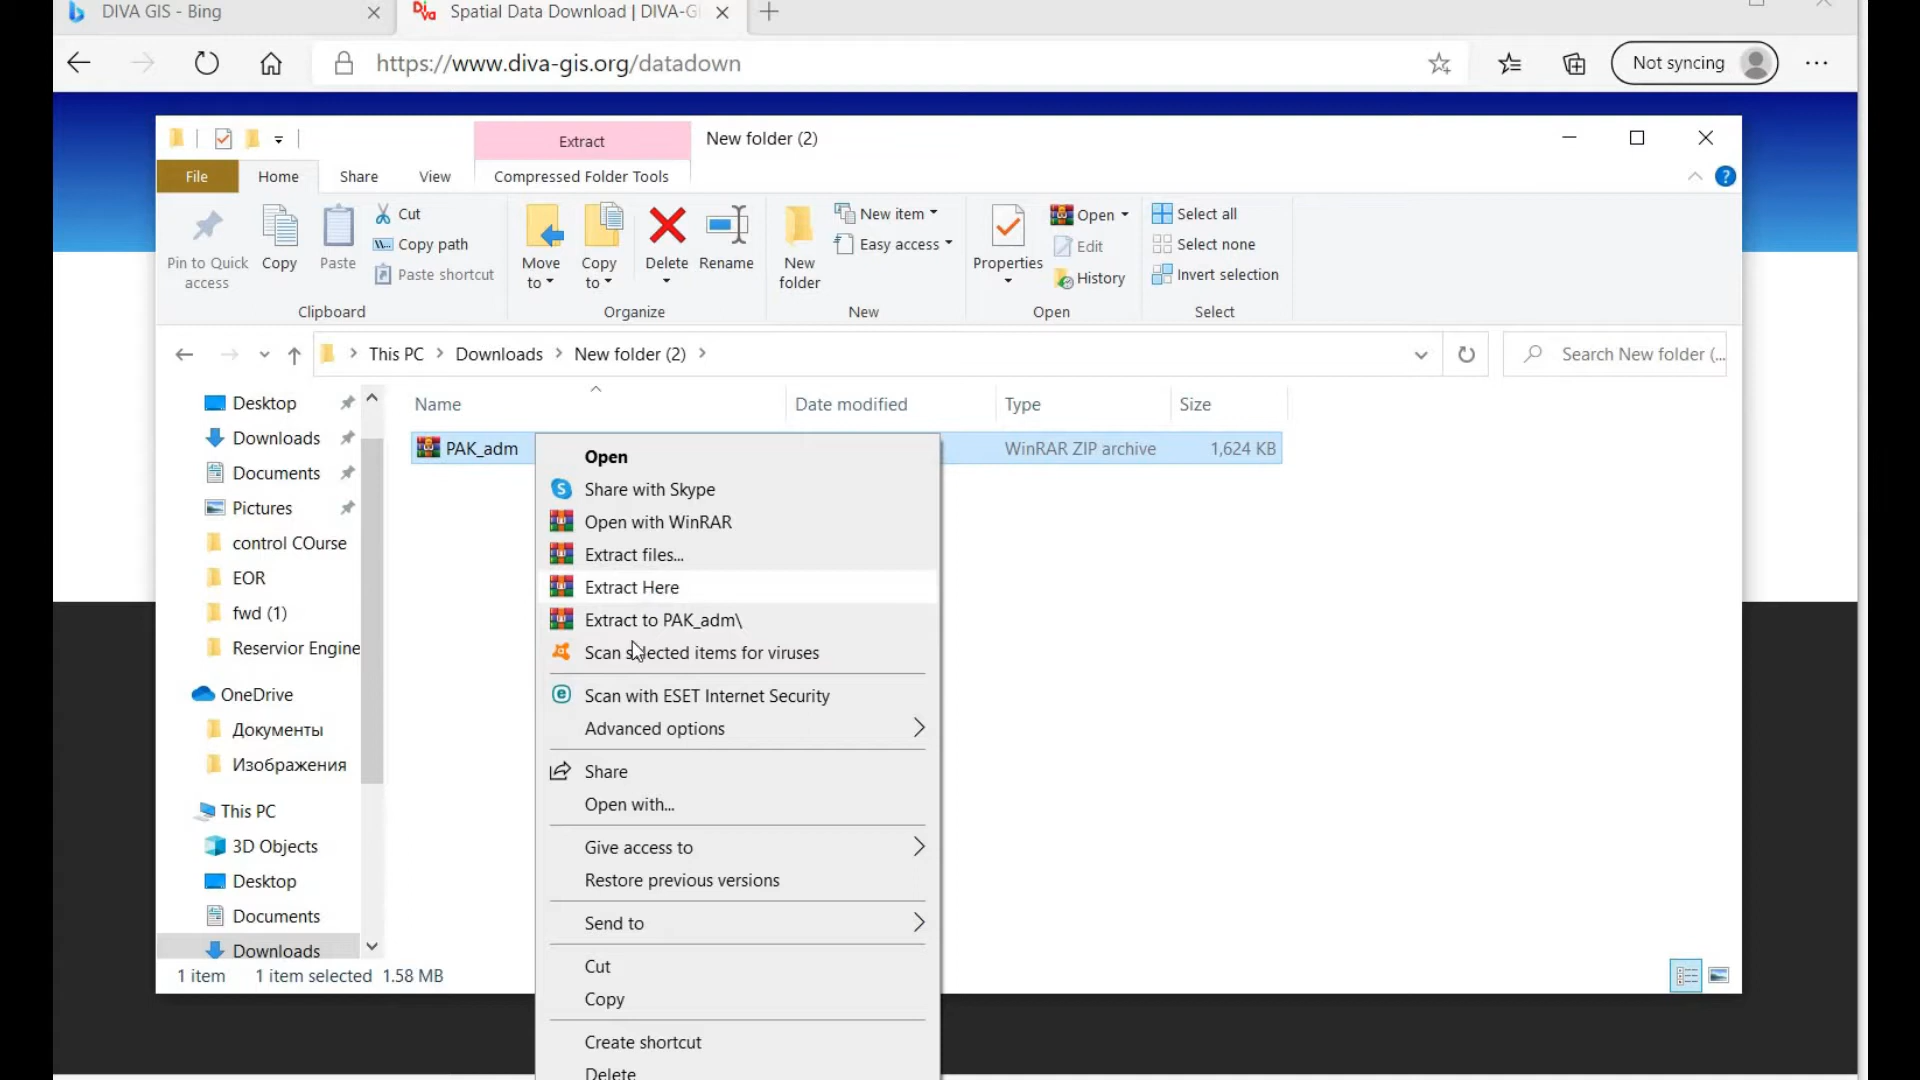 DIVA GIS - Bing
Spatial Data Download | DIVA-G
https://www.diva-gis.org/datadown
Not syncing
Extract
New folder (2)
File
Home
Share
View
Compressed Folder Tools
Pin to Quick access
Copy
Paste
Cut
Copy path
Paste shortcut
Clipboard
Move to
Copy to
Delete
Rename
Organize
New folder
New item
Easy access
New
Properties
Open
Edit
History
Open
Select all
Select none
Invert selection
Select
This PC
Downloads
New folder (2)
Search New folder (...
Name
Date modified
Type
Size
PAK_adm
WinRAR ZIP archive
1,624 KB
Desktop
Downloads
Documents
Pictures
control COurse
EOR
fwd (1)
Reservior Engine
OneDrive
Документы
Изображения
This PC
3D Objects
Desktop
Documents
Downloads
Open
Share with Skype
Open with WinRAR
Extract files...
Extract Here
Extract to PAK_adm\
Scan selected items for viruses
Scan with ESET Internet Security
Advanced options
Share
Open with...
Give access to
Restore previous versions
Send to
Cut
Copy
Create shortcut
Delete
1 item
1 item selected 1.58 MB